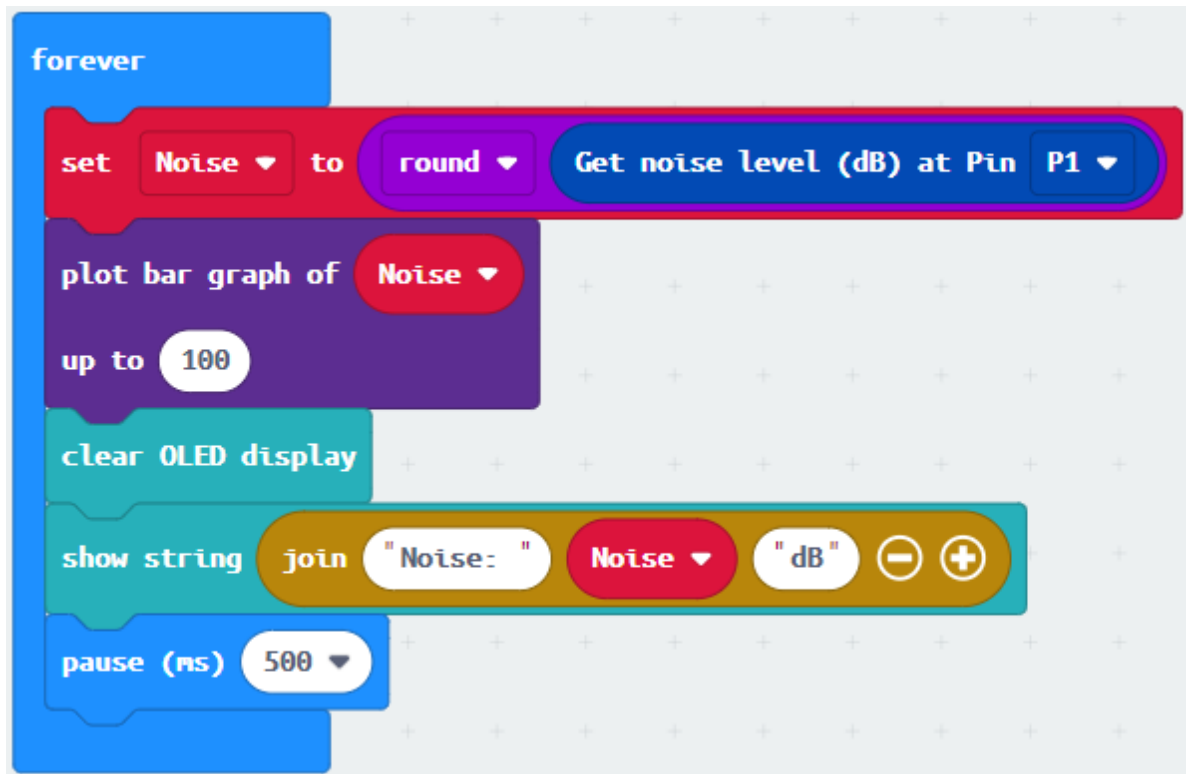 forever
set Noise to round Get noise level (dB) at Pin P1
plot bar graph of Noise
up to 100
clear OLED display
show string join "Noise: " Noise "dB"
pause (ms) 500